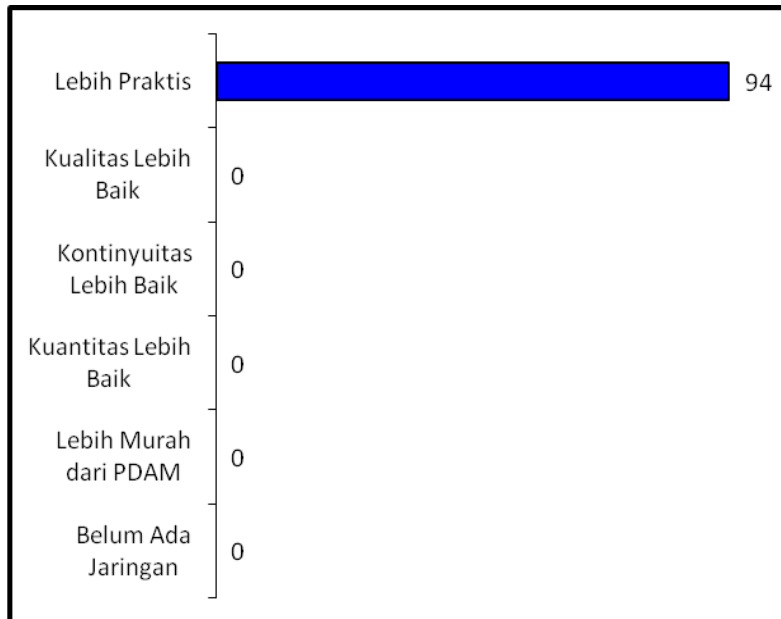 Lebih Praktis
94
Kualitas Lebih
Baik
0
Kontinyuitas
Lebih Baik
0
Kuantitas Lebih
Baik
0
Lebih Murah
dari PDAM
0
Belum Ada
Jaringan
0